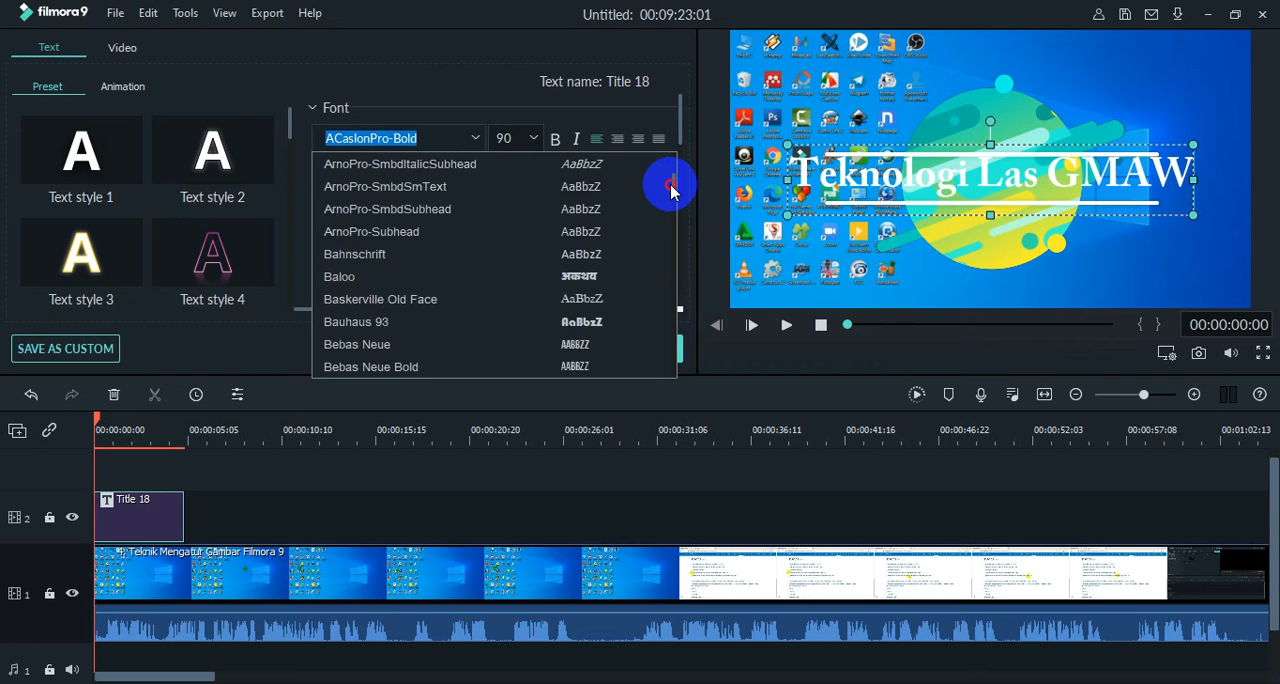 filmora9 File Edit Tools View Export Help Untitled: 00:09:23:01
Text Video
Preset Animation
Text name: Title 18
Font
ACaslonPro-Bold 90 B I
A A
Text style 1 Text style 2
A A
Text style 3 Text style 4
ArnoPro-SmbdItalicSubhead AaBbzZ
ArnoPro-SmbdSmText AaBbzZ
ArnoPro-SmbdSubhead AaBbzZ
ArnoPro-Subhead AaBbzZ
Bahnschrift AaBbzZ
Baloo अकथय
Baskerville Old Face AaBbzZ
Bauhaus 93 AaBbzZ
Bebas Neue AABBZZ
Bebas Neue Bold AABBZZ
SAVE AS CUSTOM
Teknologi Las GMAW
{ } 00:00:00:00
00:00:00:00 00:00:05:05 00:00:10:10 00:00:15:15 00:00:20:20 00:00:26:01 00:00:31:06 00:00:36:11 00:00:41:16 00:00:46:22 00:00:52:03 00:00:57:08 00:01:02:13
T Title 18
2
Teknik Mengatur Gambar Filmora 9
1
1